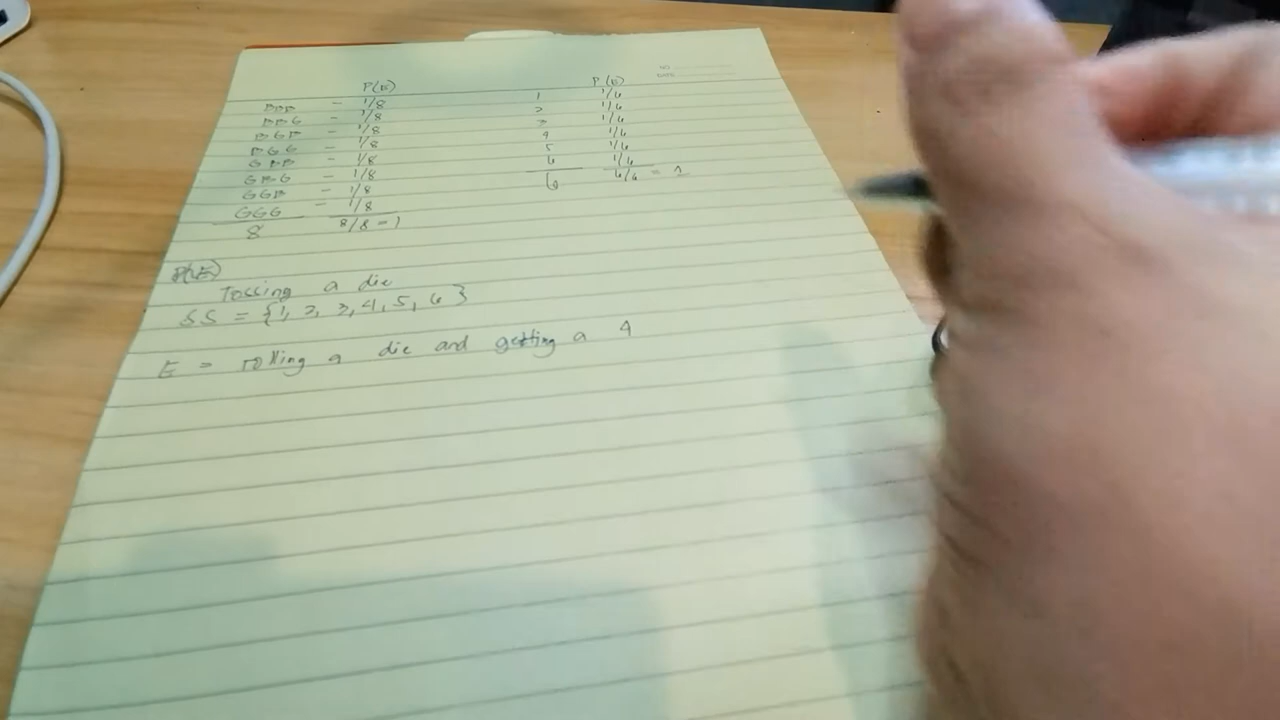 P(E)
BBB - 1/8
BBG - 1/8
BGB - 1/8
BGG - 1/8
GBB - 1/8
GBG - 1/8
GGB - 1/8
GGG - 1/8
8 8/8 = 1
P(E)
1 1/6
2 1/6
3 1/6
4 1/6
5 1/6
6 1/6
6 6/6 = 1
P(E)
Tossing a die
SS = {1, 2, 3, 4, 5, 6}
E = rolling a die and getting a 4